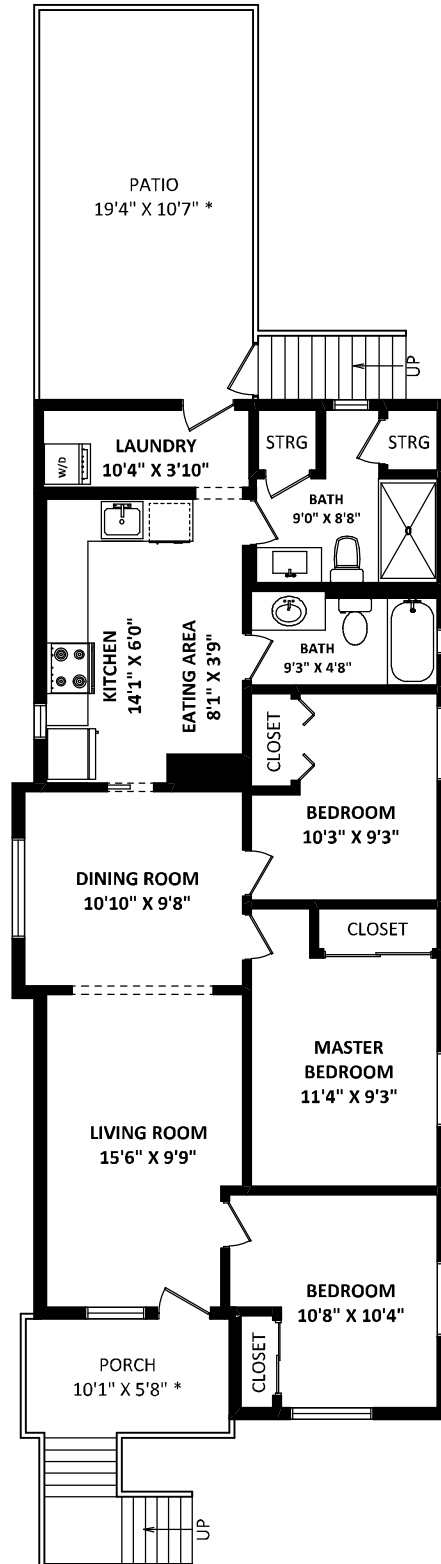 PATIO
19'4" X 10'7" *
UP
LAUNDRY
10'4" X 3'10"
W/D
STRG
STRG
BATH
9'0" X 8'8"
KITCHEN
14'1" X 6'0"
EATING AREA
8'1" X 3'9"
BATH
9'3" X 4'8"
CLOSET
BEDROOM
10'3" X 9'3"
DINING ROOM
10'10" X 9'8"
CLOSET
MASTER
BEDROOM
11'4" X 9'3"
LIVING ROOM
15'6" X 9'9"
BEDROOM
10'8" X 10'4"
CLOSET
PORCH
10'1" X 5'8" *
UP